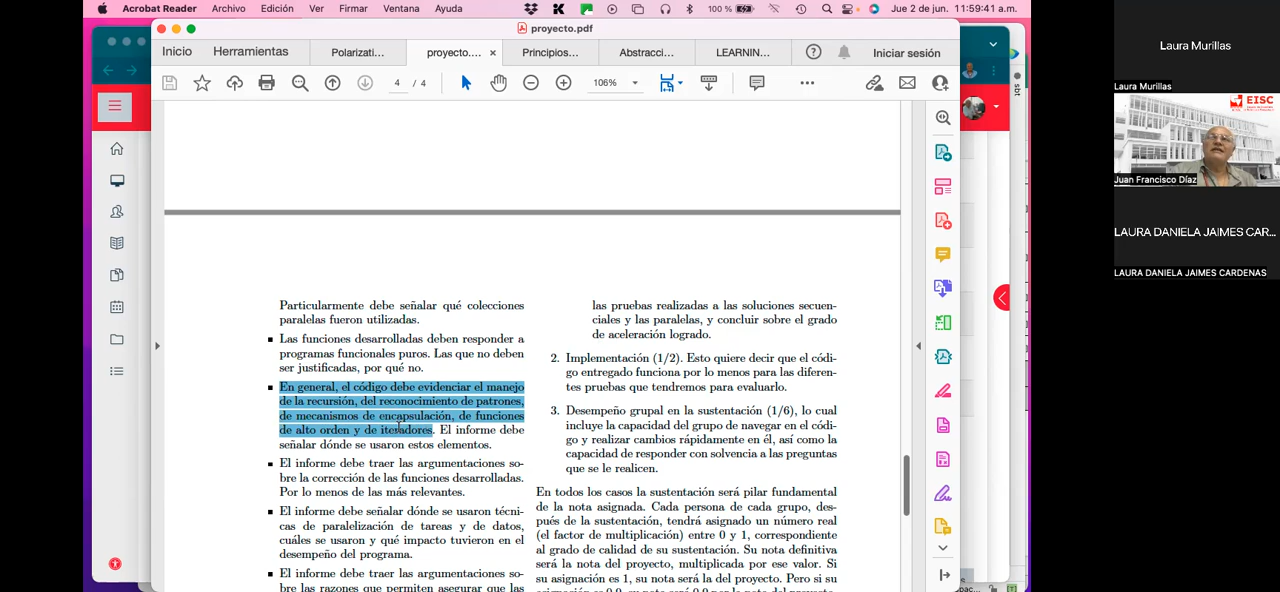 Acrobat Reader Archivo Edición Ver Firmar Ventana Ayuda 100 % Jue 2 de jun. 11:59:41 a.m.
proyecto.pdf
Inicio Herramientas Polarizati... proyecto.... × Principios... Abstracci... LEARNIN... Iniciar sesión
4 / 4 106%
Particularmente debe señalar qué colecciones
paralelas fueron utilizadas.
Las funciones desarrolladas deben responder a
programas funcionales puros. Las que no deben
ser justificadas, por qué no.
En general, el código debe evidenciar el manejo
de la recursión, del reconocimiento de patrones,
de mecanismos de encapsulación, de funciones
de alto orden y de iteradores. El informe debe
señalar dónde se usaron estos elementos.
El informe debe traer las argumentaciones so-
bre la corrección de las funciones desarrolladas.
Por lo menos de las más relevantes.
El informe debe señalar dónde se usaron técni-
cas de paralelización de tareas y de datos,
cuáles se usaron y qué impacto tuvieron en el
desempeño del programa.
El informe debe traer las argumentaciones so-
bre las razones que permiten asegurar que las
las pruebas realizadas a las soluciones secuen-
ciales y las paralelas, y concluir sobre el grado
de aceleración logrado.
2. Implementación (1/2). Esto quiere decir que el códi-
go entregado funciona por lo menos para las diferen-
tes pruebas que tendremos para evaluarlo.
3. Desempeño grupal en la sustentación (1/6), lo cual
incluye la capacidad del grupo de navegar en el códi-
go y realizar cambios rápidamente en él, así como la
capacidad de responder con solvencia a las preguntas
que se le realicen.
En todos los casos la sustentación será pilar fundamental
de la nota asignada. Cada persona de cada grupo, des-
pués de la sustentación, tendrá asignado un número real
(el factor de multiplicación) entre 0 y 1, correspondiente
al grado de calidad de su sustentación. Su nota definitiva
será la nota del proyecto, multiplicada por ese valor. Si
su asignación es 1, su nota será la del proyecto. Pero si su
sbt
Laura Murillas
Laura Murillas
EISC
Juan Francisco Díaz
LAURA DANIELA JAIMES CAR...
LAURA DANIELA JAIMES CARDENAS